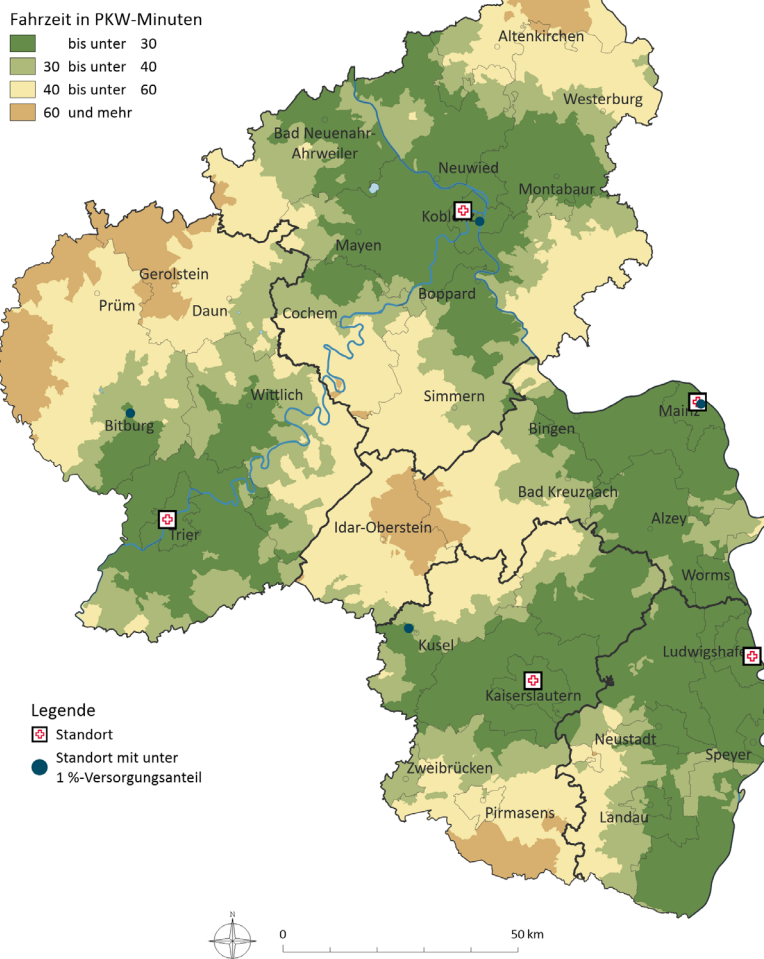 Fahrzeit in PKW-Minuten
bis unter 30
30 bis unter 40
40 bis unter 60
60 und mehr
Altenkirchen
Westerburg
Bad Neuenahr-
Ahrweiler
Neuwied
Montabaur
Kobl
Mayen
Gerolstein
Prüm
Daun
Cochem
Boppard
Wittlich
Simmern
Bitburg
Mainz
Bingen
Bad Kreuznach
Alzey
Idar-Oberstein
Trier
Worms
Kusel
Ludwigshafe
Kaiserslautern
Legende
Standort
Standort mit unter
1 %-Versorgungsanteil
Neustadt
Speyer
Zweibrücken
Pirmasens
Landau
N
0
50 km